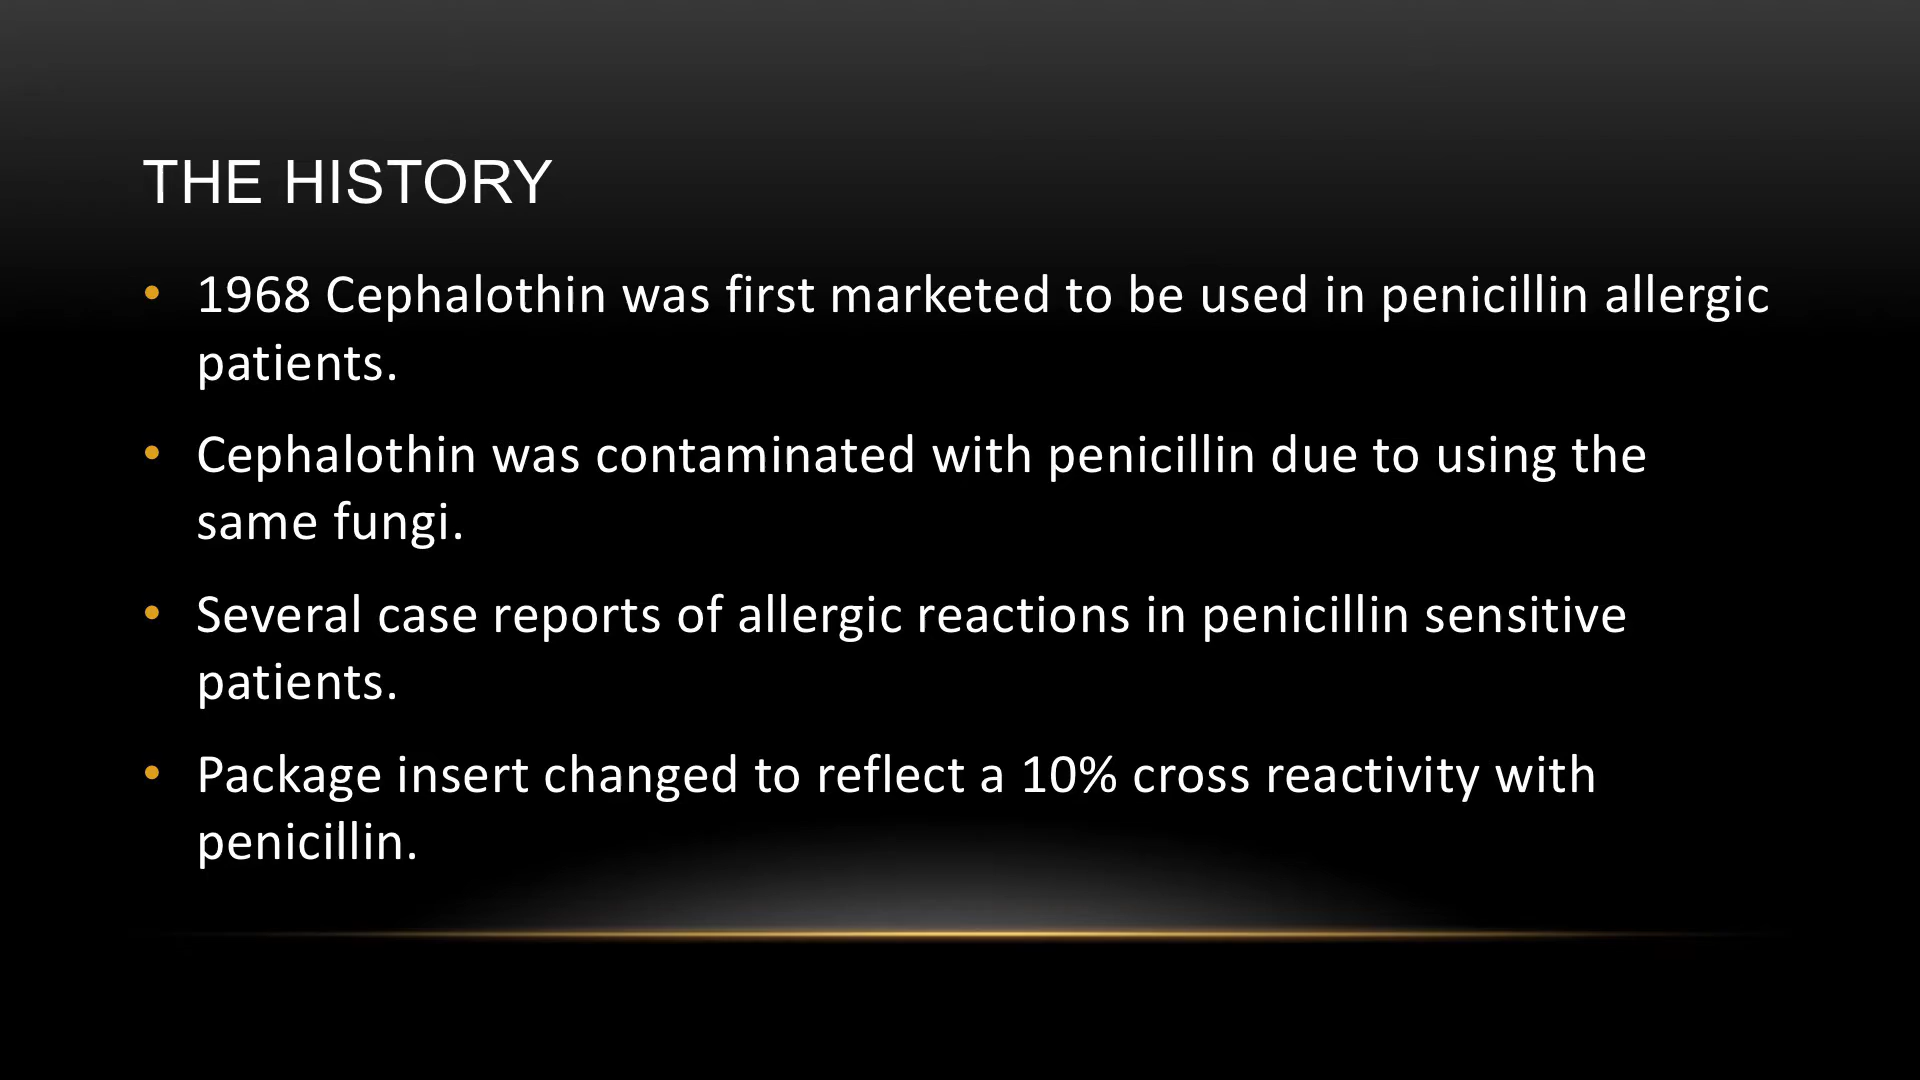 THE HISTORY
• 1968 Cephalothin was first marketed to be used in penicillin allergic
patients.
• Cephalothin was contaminated with penicillin due to using the
same fungi.
• Several case reports of allergic reactions in penicillin sensitive
patients.
• Package insert changed to reflect a 10% cross reactivity with
penicillin.